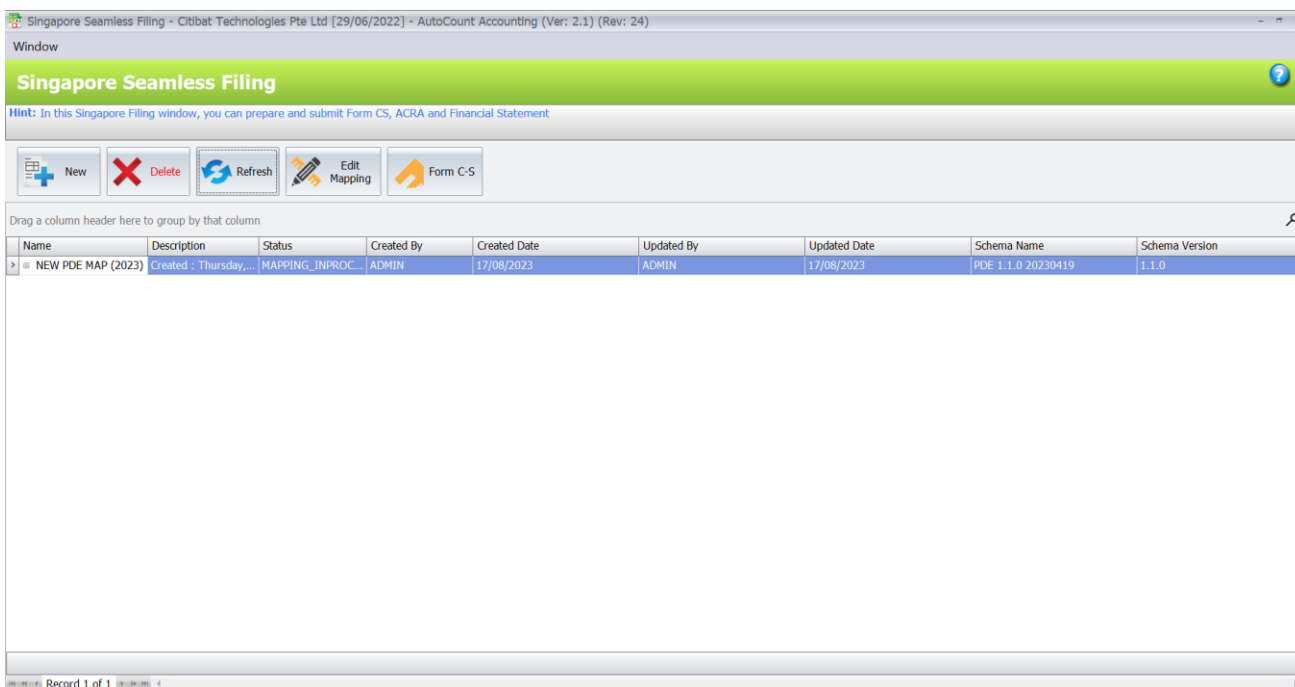 Singapore Seamless Filing - Citibat Technologies Pte Ltd [29/06/2022] - AutoCount Accounting (Ver: 2.1) (Rev: 24)
Window
Singapore Seamless Filing
Hint: In this Singapore Filing window, you can prepare and submit Form CS, ACRA and Financial Statement
New Delete Refresh Edit Mapping Form C-S
Drag a column header here to group by that column
Name Description Status Created By Created Date Updated By Updated Date Schema Name Schema Version
NEW PDE MAP (2023) Created : Thursday,... MAPPING_INPROC... ADMIN 17/08/2023 ADMIN 17/08/2023 PDE 1.1.0 20230419 1.1.0
Record 1 of 1